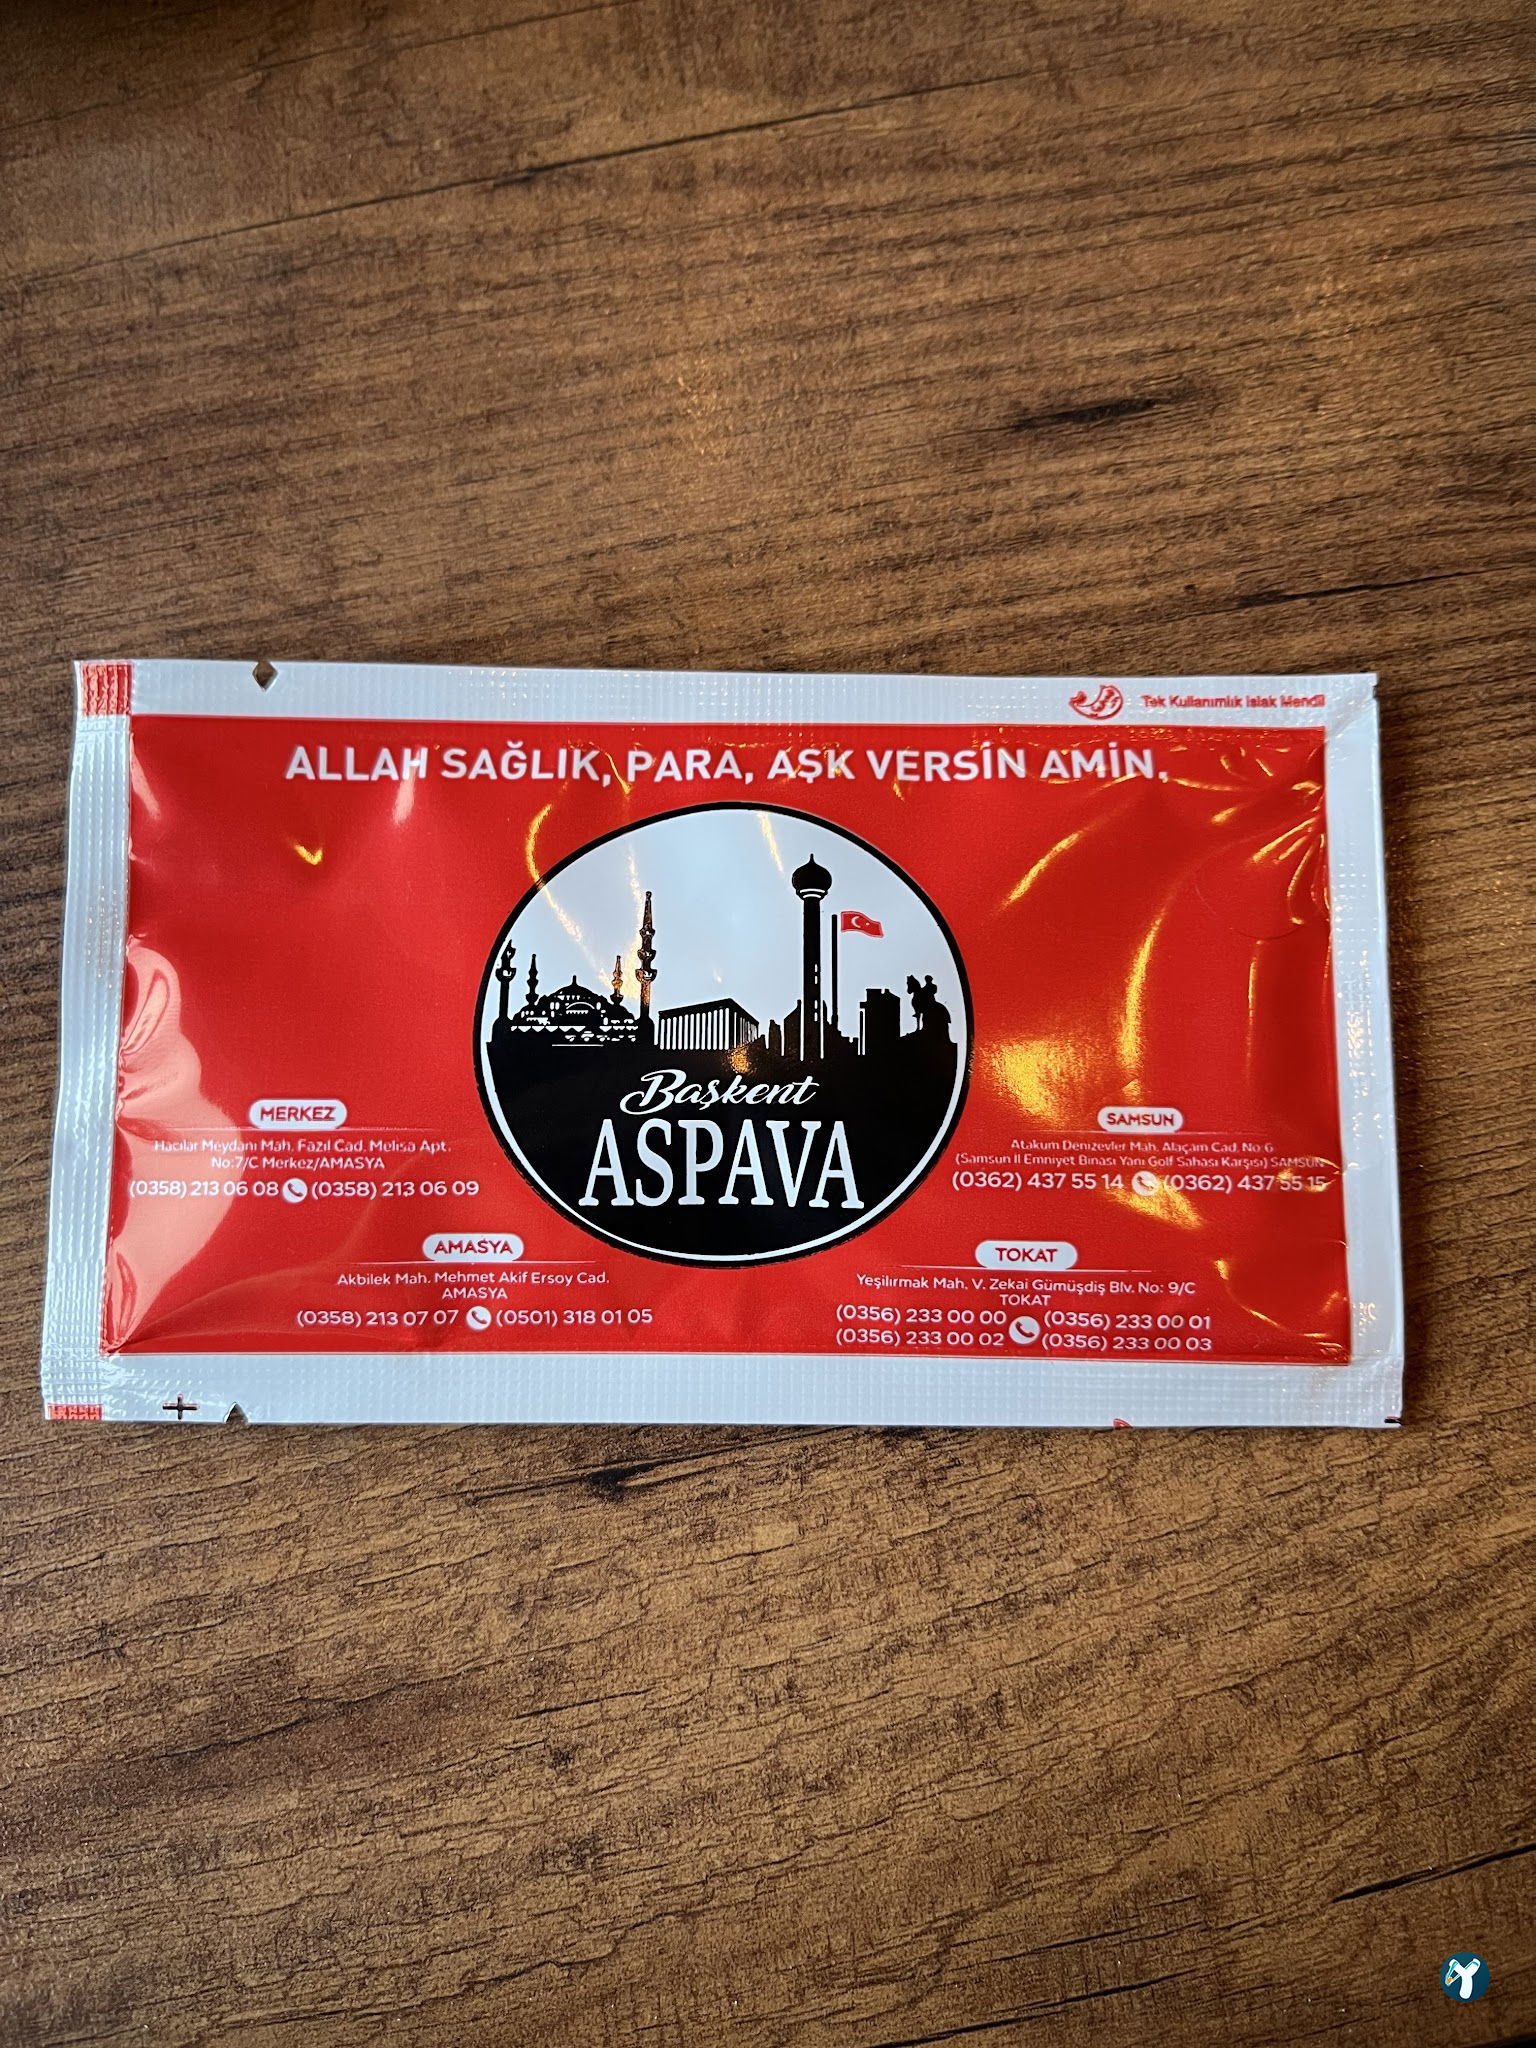 Tek Kullanımlık Islak Mendil
ALLAH SAĞLIK, PARA, AŞK VERSİN AMİN.
Başkent
ASPAVA
MERKEZ
Hacılar Meydanı Mah. Fazıl Cad. Melisa Apt.
No:7/C Merkez/AMASYA
(0358) 213 06 08 (0358) 213 06 09
SAMSUN
Atakum Denizevler Mah. Alaçam Cad. No:6
(Samsun İl Emniyet Binası Yanı Golf Sahası Karşısı) SAMSUN
(0362) 437 55 14 (0362) 437 55 15
AMASYA
Akbilek Mah. Mehmet Akif Ersoy Cad.
AMASYA
(0358) 213 07 07 (0501) 318 01 05
TOKAT
Yeşilırmak Mah. V. Zekai Gümüşdiş Blv. No: 9/C
TOKAT
(0356) 233 00 00 (0356) 233 00 01
(0356) 233 00 02 (0356) 233 00 03